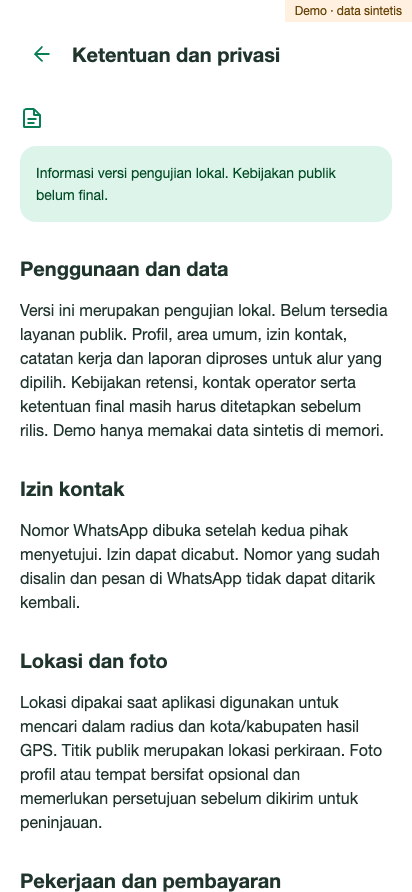 Demo · data sintetis
Ketentuan dan privasi
Informasi versi pengujian lokal. Kebijakan publik
belum final.
Penggunaan dan data
Versi ini merupakan pengujian lokal. Belum tersedia
layanan publik. Profil, area umum, izin kontak,
catatan kerja dan laporan diproses untuk alur yang
dipilih. Kebijakan retensi, kontak operator serta
ketentuan final masih harus ditetapkan sebelum
rilis. Demo hanya memakai data sintetis di memori.
Izin kontak
Nomor WhatsApp dibuka setelah kedua pihak
menyetujui. Izin dapat dicabut. Nomor yang sudah
disalin dan pesan di WhatsApp tidak dapat ditarik
kembali.
Lokasi dan foto
Lokasi dipakai saat aplikasi digunakan untuk
mencari dalam radius dan kota/kabupaten hasil
GPS. Titik publik merupakan lokasi perkiraan. Foto
profil atau tempat bersifat opsional dan
memerlukan persetujuan sebelum dikirim untuk
peninjauan.
Pekerjaan dan pembayaran